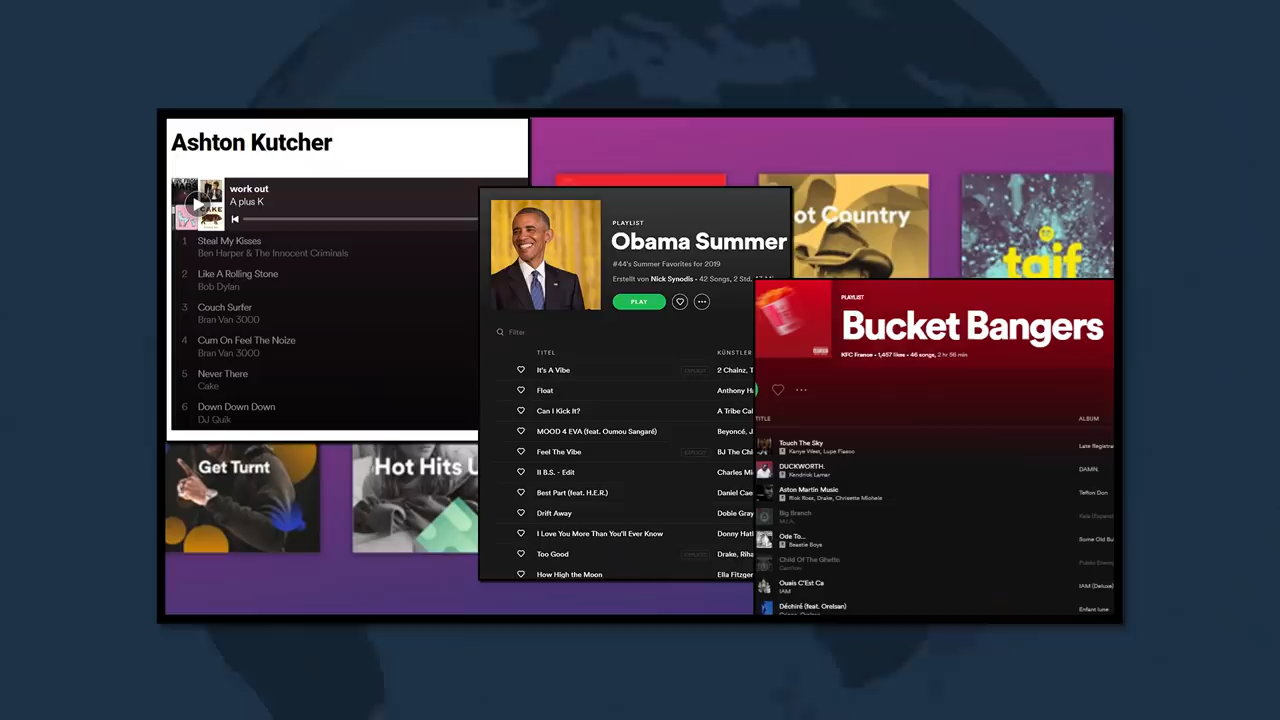 Ashton Kutcher
work out
A plus K
1 Steal My Kisses
Ben Harper & The Innocent Criminals
2 Like A Rolling Stone
Bob Dylan
3 Couch Surfer
Bran Van 3000
4 Cum On Feel The Noize
Bran Van 3000
5 Never There
Cake
6 Down Down Down
DJ Quik
Get Turnt
Hot Hits U
ot Country
tgif
PLAYLIST
Obama Summer
#44's Summer Favorites for 2019
Erstellt von Nick Synodis • 42 Songs, 2 Std.
PLAY
Filter
TITEL KÜNSTLER
It's A Vibe EXPLICIT 2 Chainz, T
Float Anthony Ha
Can I Kick It? A Tribe Cal
MOOD 4 EVA (feat. Oumou Sangaré) Beyoncé, J
Feel The Vibe EXPLICIT BJ The Chi
II B.S. - Edit Charles Mi
Best Part (feat. H.E.R.) Daniel Cae
Drift Away Dobie Gray
I Love You More Than You'll Ever Know Donny Hath
Too Good EXPLICIT Drake, Riha
How High the Moon Ella Fitzger
PLAYLIST
Bucket Bangers
KFC France • 1,457 likes • 46 songs, 2 hr 56 min
TITLE ALBUM
Touch The Sky
Kanye West, Lupe Fiasco
Late Registra
DUCKWORTH.
Kendrick Lamar
DAMN.
Aston Martin Music
Rick Ross, Drake, Chrisette Michele
Teflon Don
Big Branch
Ode To...
Beastie Boys
Some Old Bu
Child Of The Ghetto
Public Enemy
Ouais C'Est Ca
IAM
IAM (Deluxe)
Déchiré (feat. Orelsan)
Enfant lune